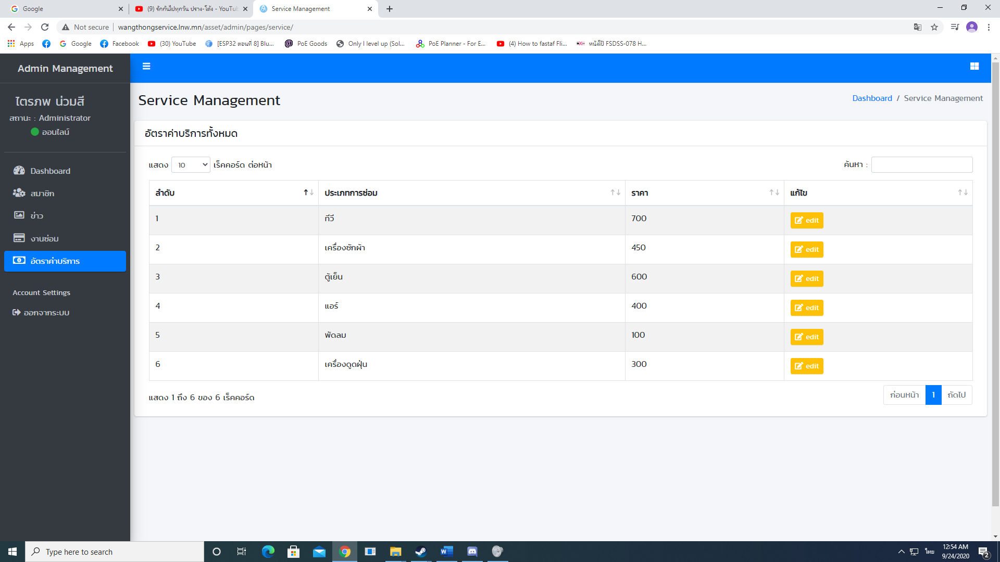 Google
(9) รักกันไปทุกวัน ปราง-โต้ง - YouTub
Service Management
Not secure
wangthongservice.lnw.mn/asset/admin/pages/service/
Apps
Google
Facebook
(30) YouTube
[ESP32 ตอนที่ 8] Blu...
PoE Goods
Only I level up (Sol...
PoE Planner - For E...
(4) How to fastaf Fli...
หนังโป๊ FSDSS-078 H...
Admin Management
ไตรภพ น่วมสี
สถานะ : Administrator
ออนไลน์
Dashboard
สมาชิก
ข่าว
งานซ่อม
อัตราค่าบริการ
Account Settings
ออกจากระบบ
Service Management
Dashboard / Service Management
อัตราค่าบริการทั้งหมด
แสดง 10 เร็คคอร์ด ต่อหน้า
ค้นหา :
ลำดับ ประเภทการซ่อม ราคา แก้ไข
1 ทีวี 700 edit
2 เครื่องซักผ้า 450 edit
3 ตู้เย็น 600 edit
4 แอร์ 400 edit
5 พัดลม 100 edit
6 เครื่องดูดฝุ่น 300 edit
แสดง 1 ถึง 6 ของ 6 เร็คคอร์ด
ก่อนหน้า 1 ถัดไป
Type here to search
ไทย
12:54 AM
9/24/2020
2